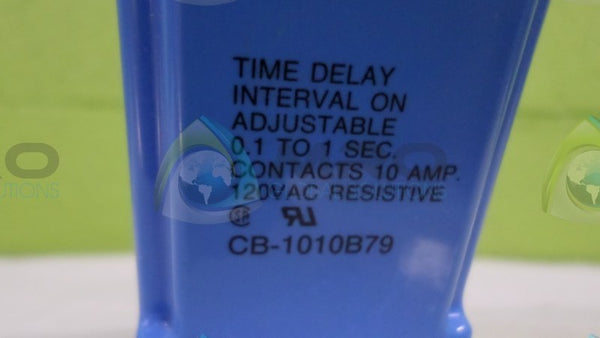 TIME DELAY
INTERVAL ON
ADJUSTABLE
0.1 TO 1 SEC.
CONTACTS 10 AMP.
120VAC RESISTIVE
CB-1010B79